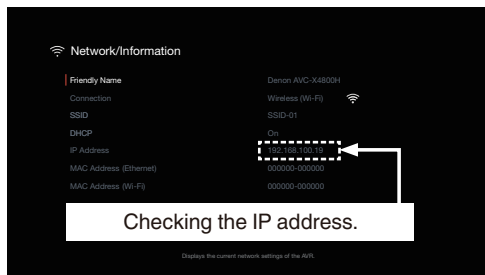 Network/Information
Friendly Name Denon AVC-X4800H
Connection Wireless (Wi-Fi)
SSID SSID-01
DHCP On
IP Address 192.168.100.19
MAC Address (Ethernet) 000000-000000
MAC Address (Wi-Fi) 000000-000000
Checking the IP address.
Displays the current network settings of the AVR.